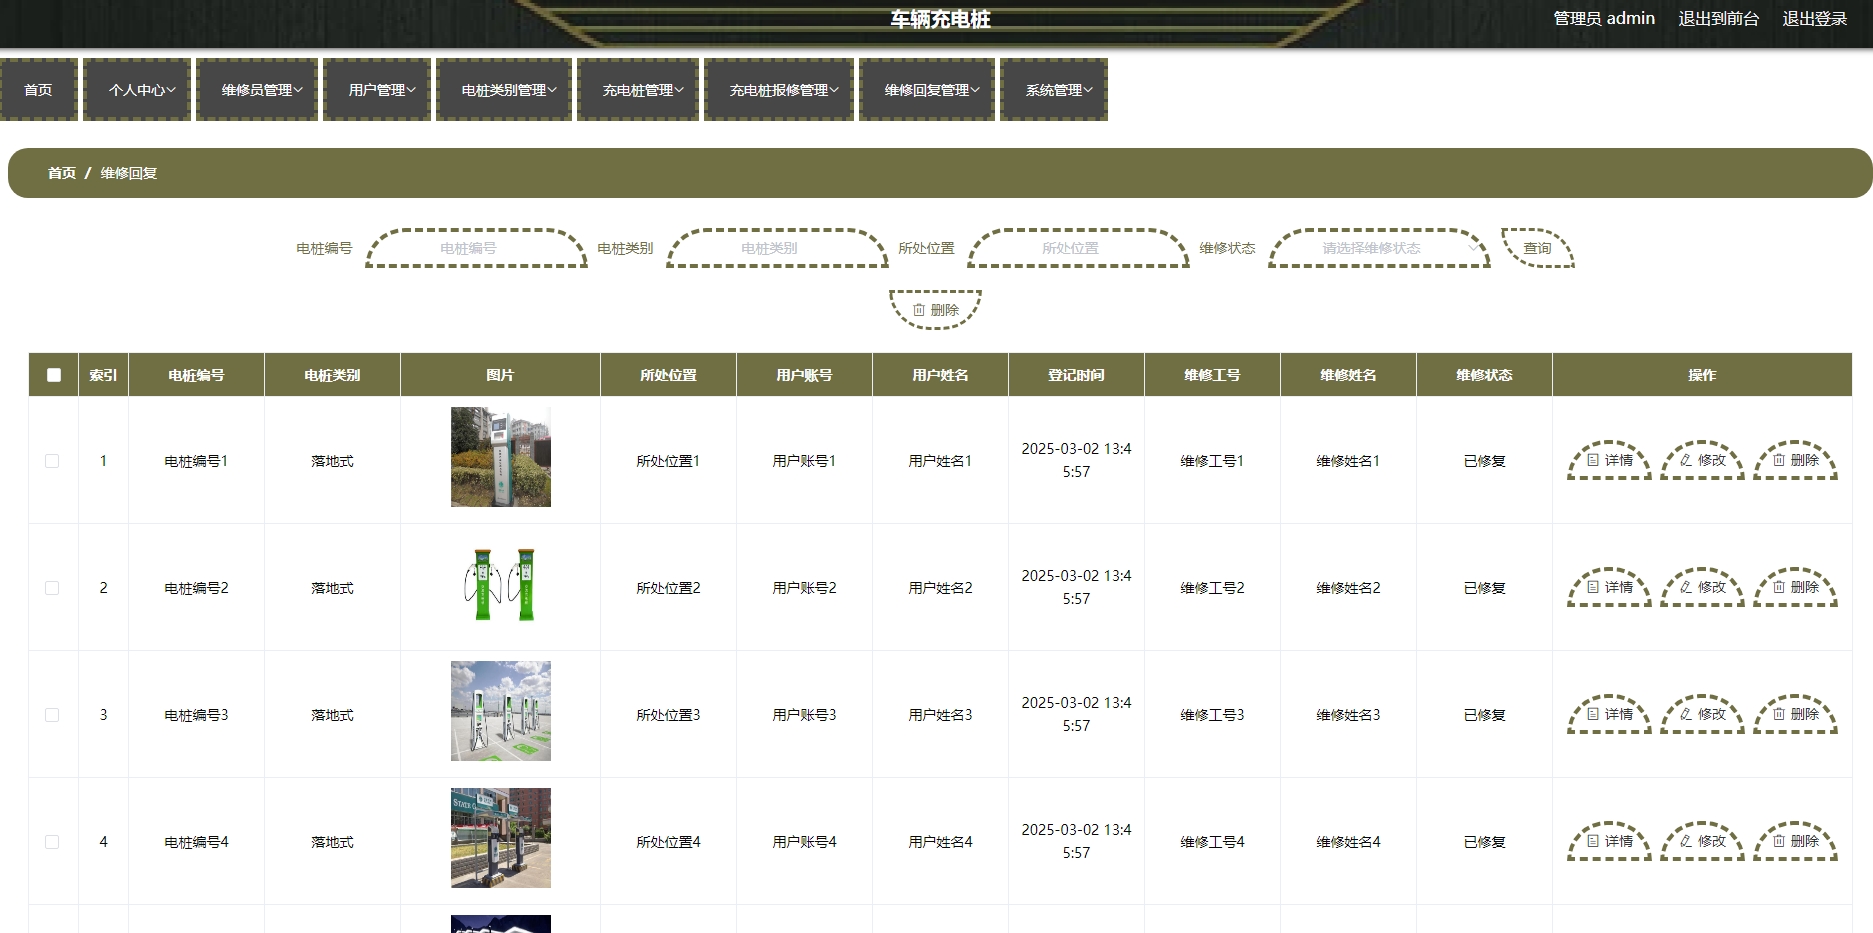 车辆充电桩
管理员 admin 退出到前台 退出登录
首页 个人中心 维修员管理 用户管理 电桩类别管理 充电桩管理 充电桩报修管理 维修回复管理 系统管理
首页 / 维修回复
电桩编号 电桩编号 电桩类别 电桩类别 所处位置 所处位置 维修状态 请选择维修状态 查询
删除
索引 电桩编号 电桩类别 图片 所处位置 用户账号 用户姓名 登记时间 维修工号 维修姓名 维修状态 操作
1 电桩编号1 落地式 所处位置1 用户账号1 用户姓名1 2025-03-02 13:4
5:57 维修工号1 维修姓名1 已修复 详情 修改 删除
2 电桩编号2 落地式 所处位置2 用户账号2 用户姓名2 2025-03-02 13:4
5:57 维修工号2 维修姓名2 已修复 详情 修改 删除
3 电桩编号3 落地式 所处位置3 用户账号3 用户姓名3 2025-03-02 13:4
5:57 维修工号3 维修姓名3 已修复 详情 修改 删除
4 电桩编号4 落地式 所处位置4 用户账号4 用户姓名4 2025-03-02 13:4
5:57 维修工号4 维修姓名4 已修复 详情 修改 删除
STATE